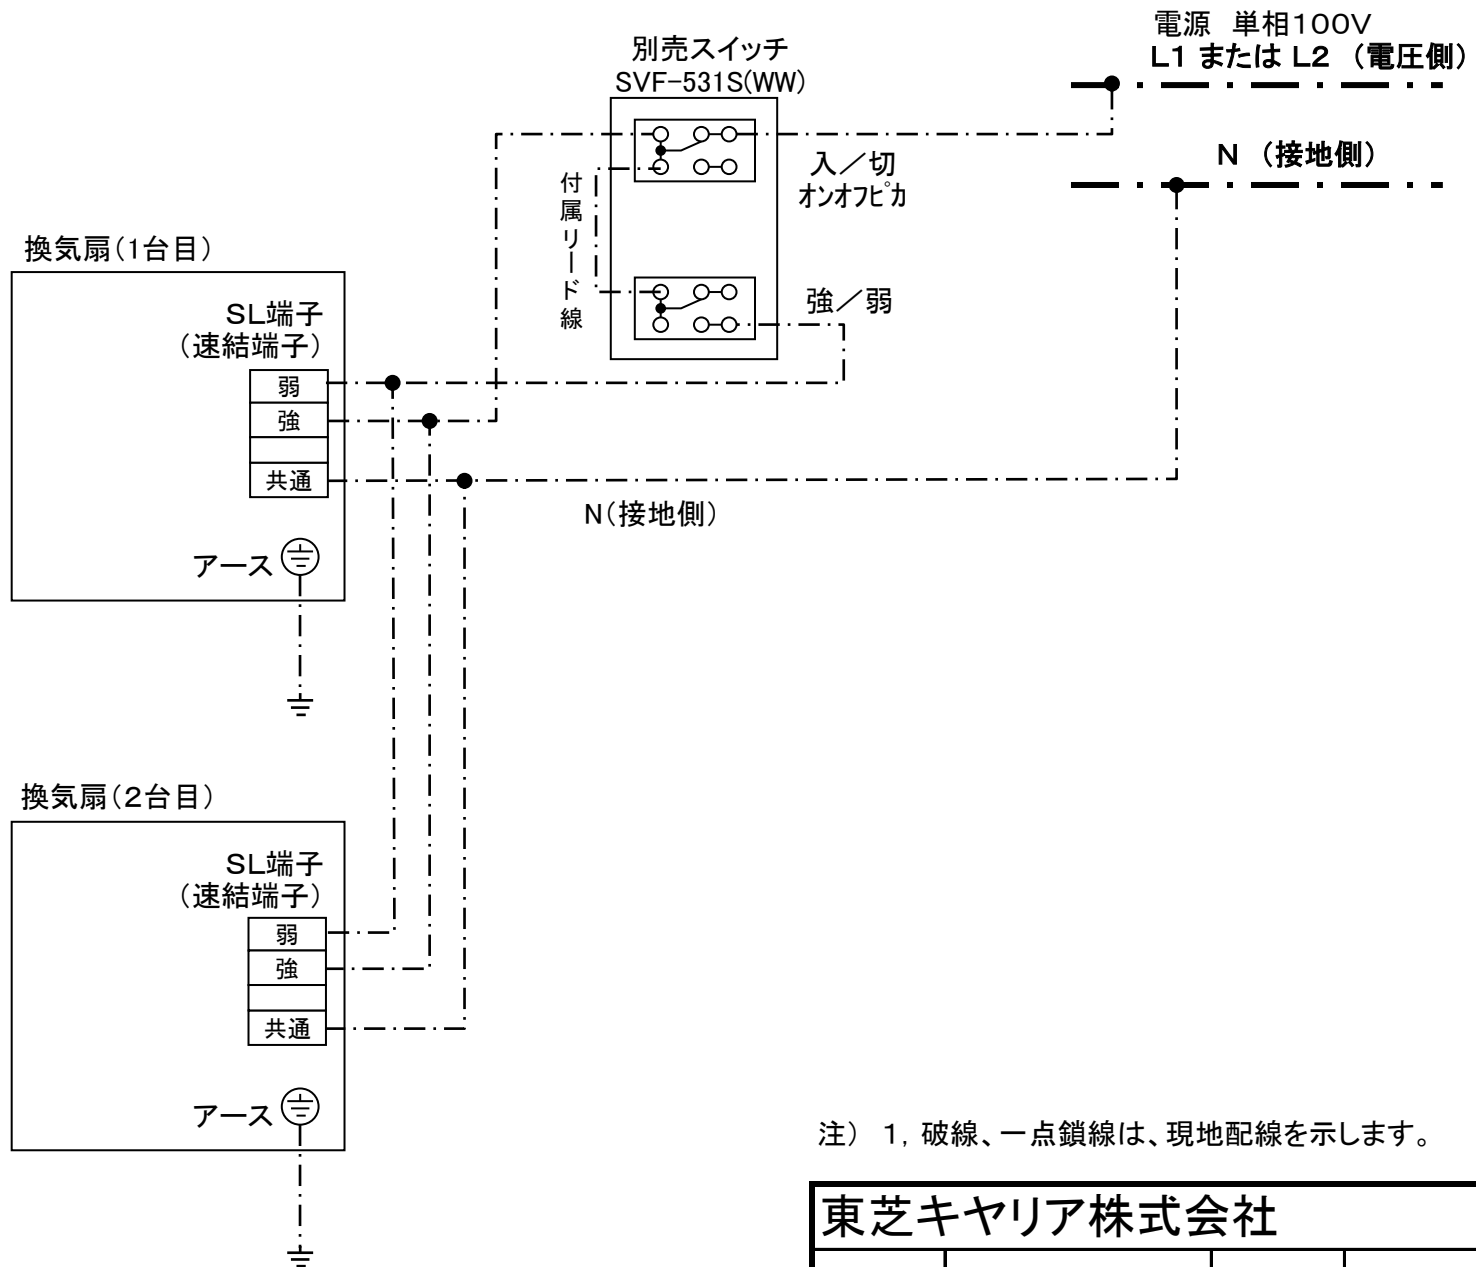 電源 単相100V
L1 または L2 (電圧側)
別売スイッチ
SVF-531S(WW)
N (接地側)
入/切
オンオフピカ
付属リード線
強/弱
換気扇(1台目)
SL端子
(速結端子)
弱
強
共通
N(接地側)
アース
換気扇(2台目)
SL端子
(速結端子)
弱
強
共通
アース
注) 1, 破線、一点鎖線は、現地配線を示します。
東芝キヤリア株式会社